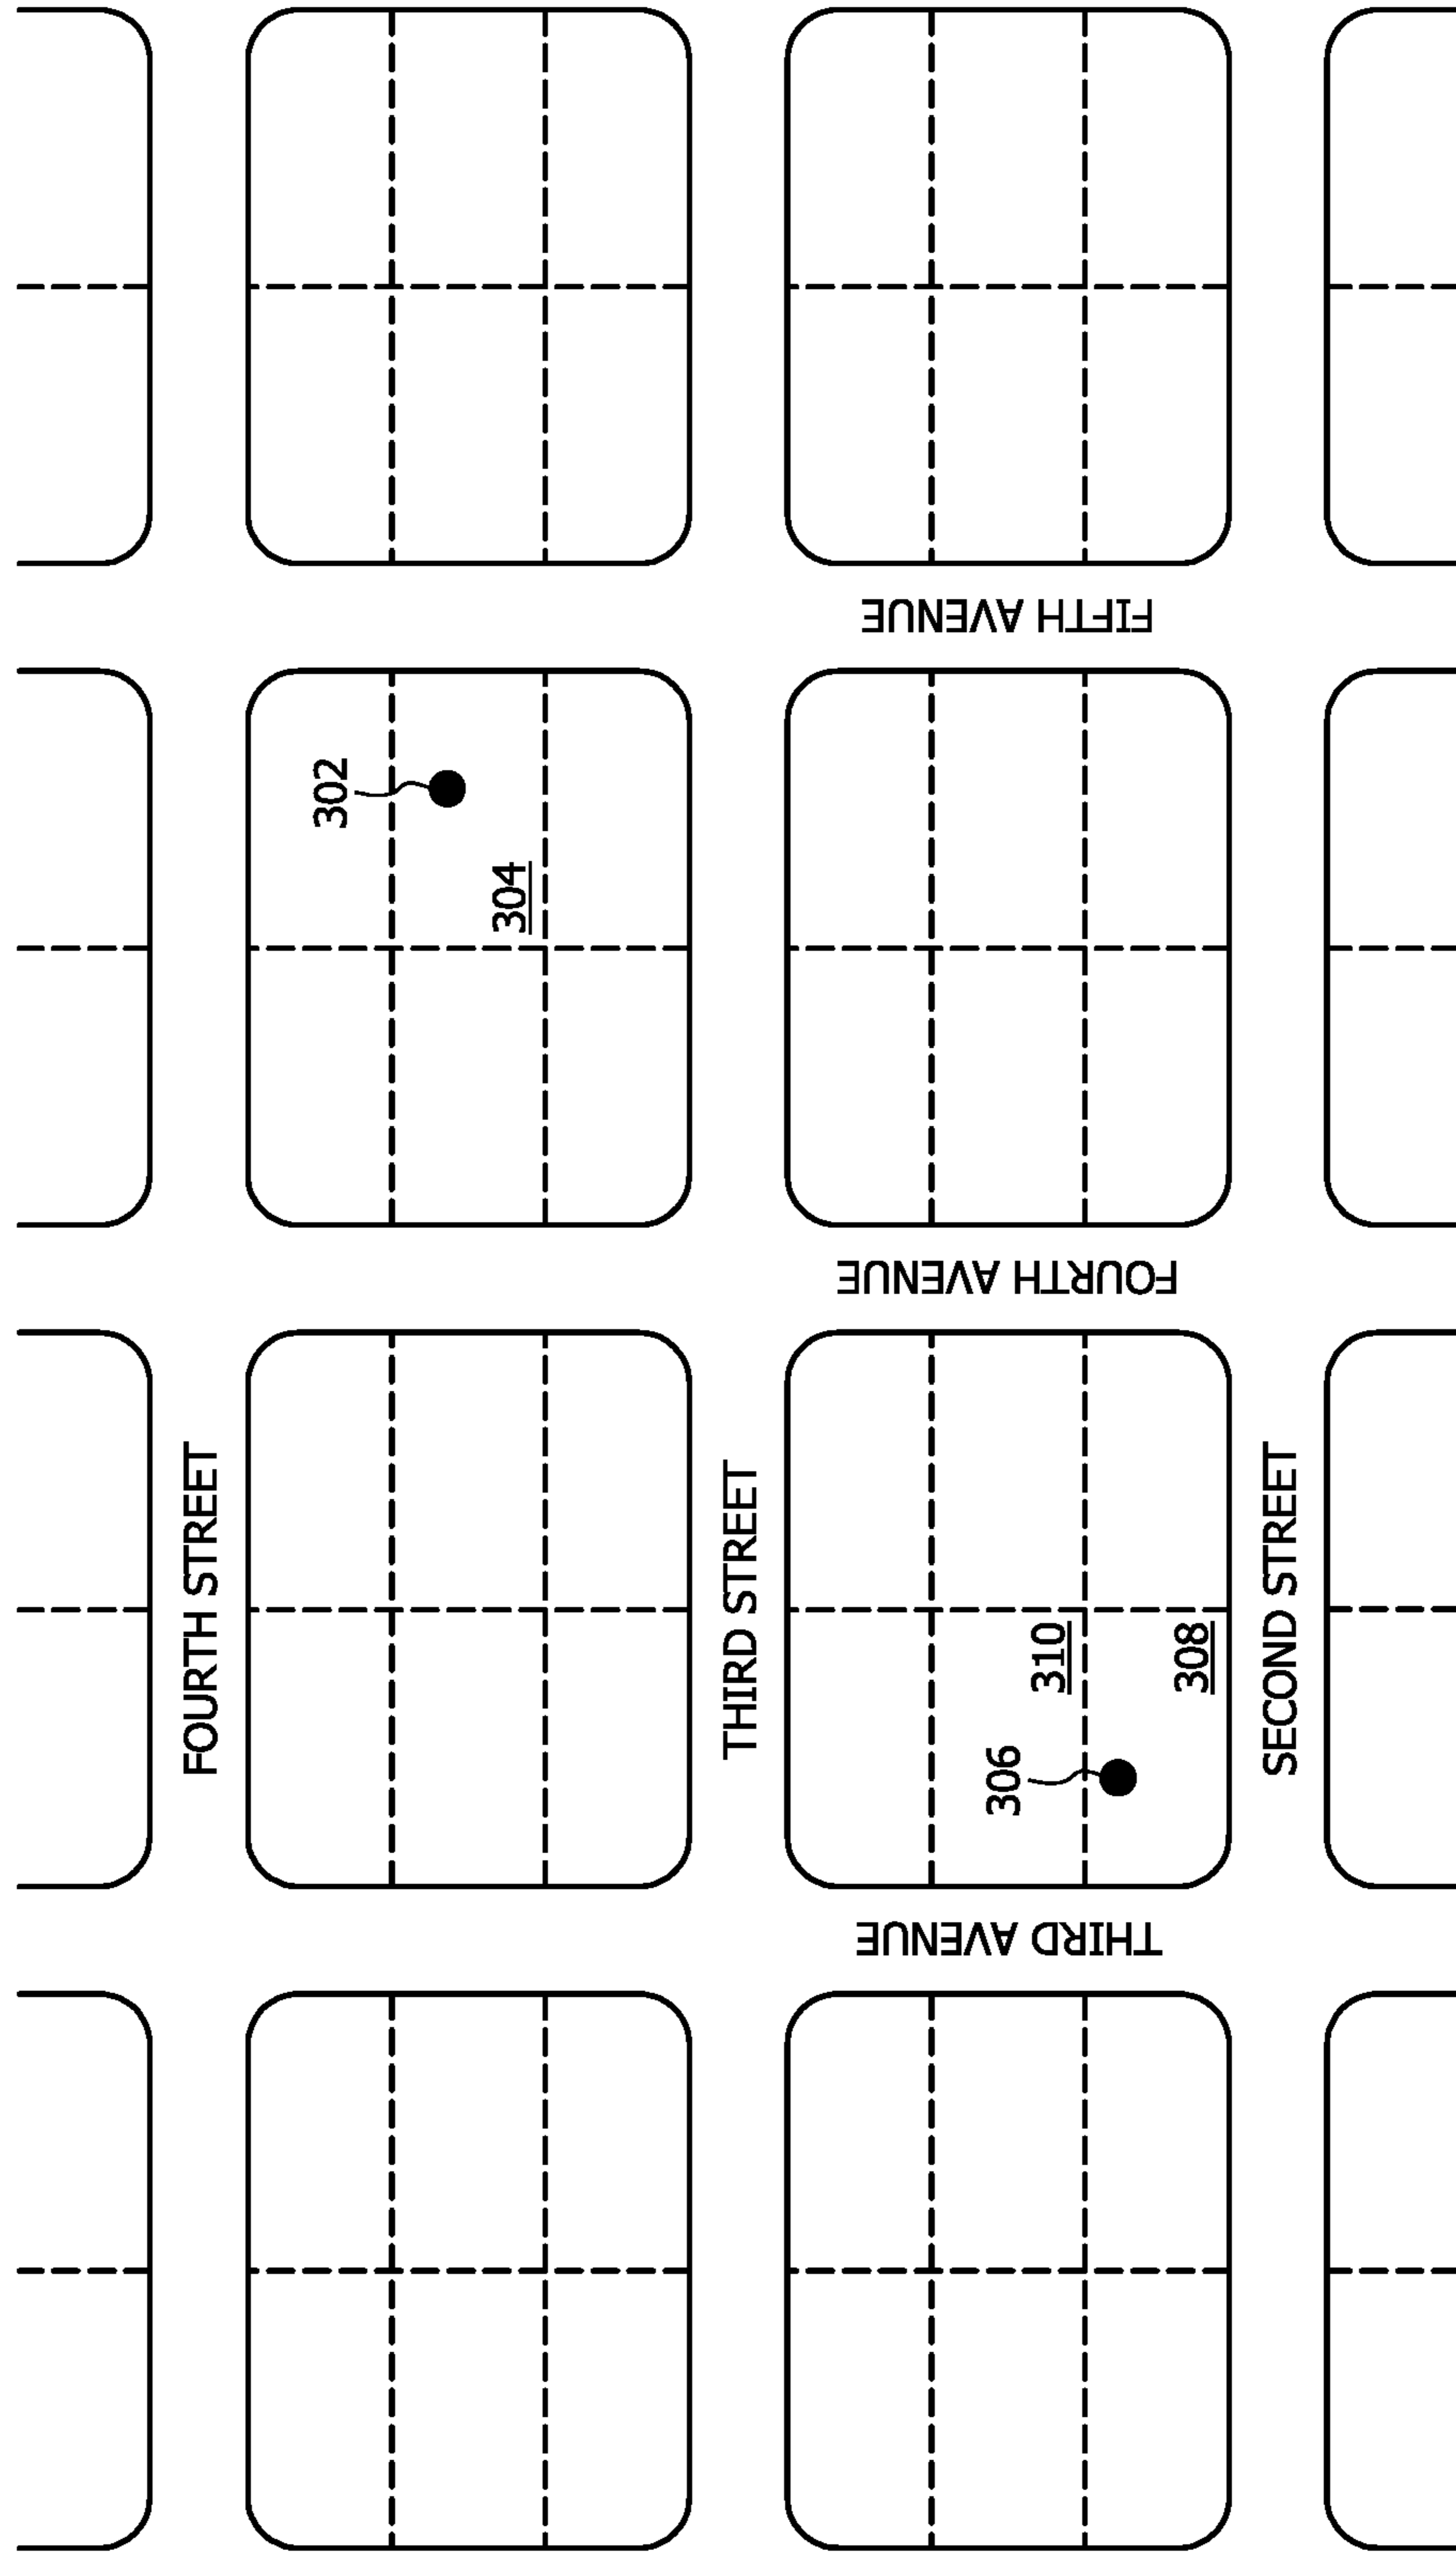 FOURTH STREET
302
304
THIRD STREET
THIRD AVENUE
306
310
308
FOURTH AVENUE
FIFTH AVENUE
SECOND STREET